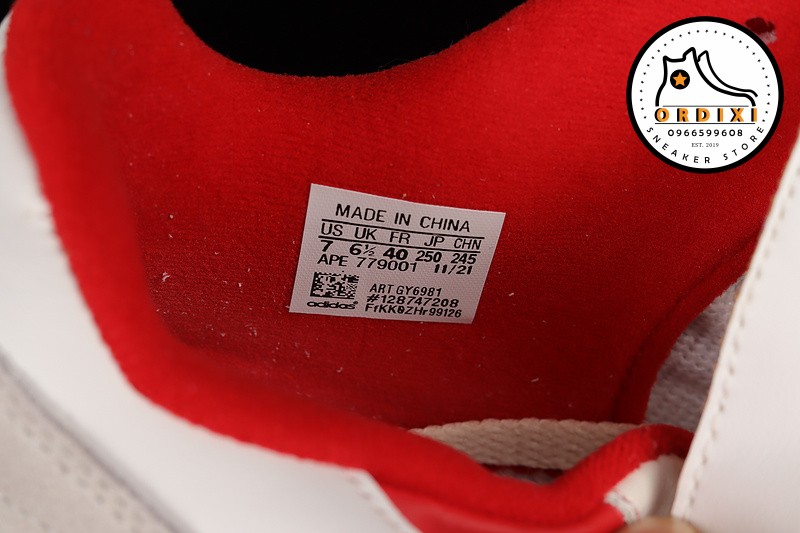 ORDIXI
0966599608
EST. 2019
SNEAKER STORE
MADE IN CHINA
US UK FR JP CHN
7 6½ 40 250 245
APE 779001 11/21
ART GY6981
#128747208
adidas®
FrKK0ZHr99126